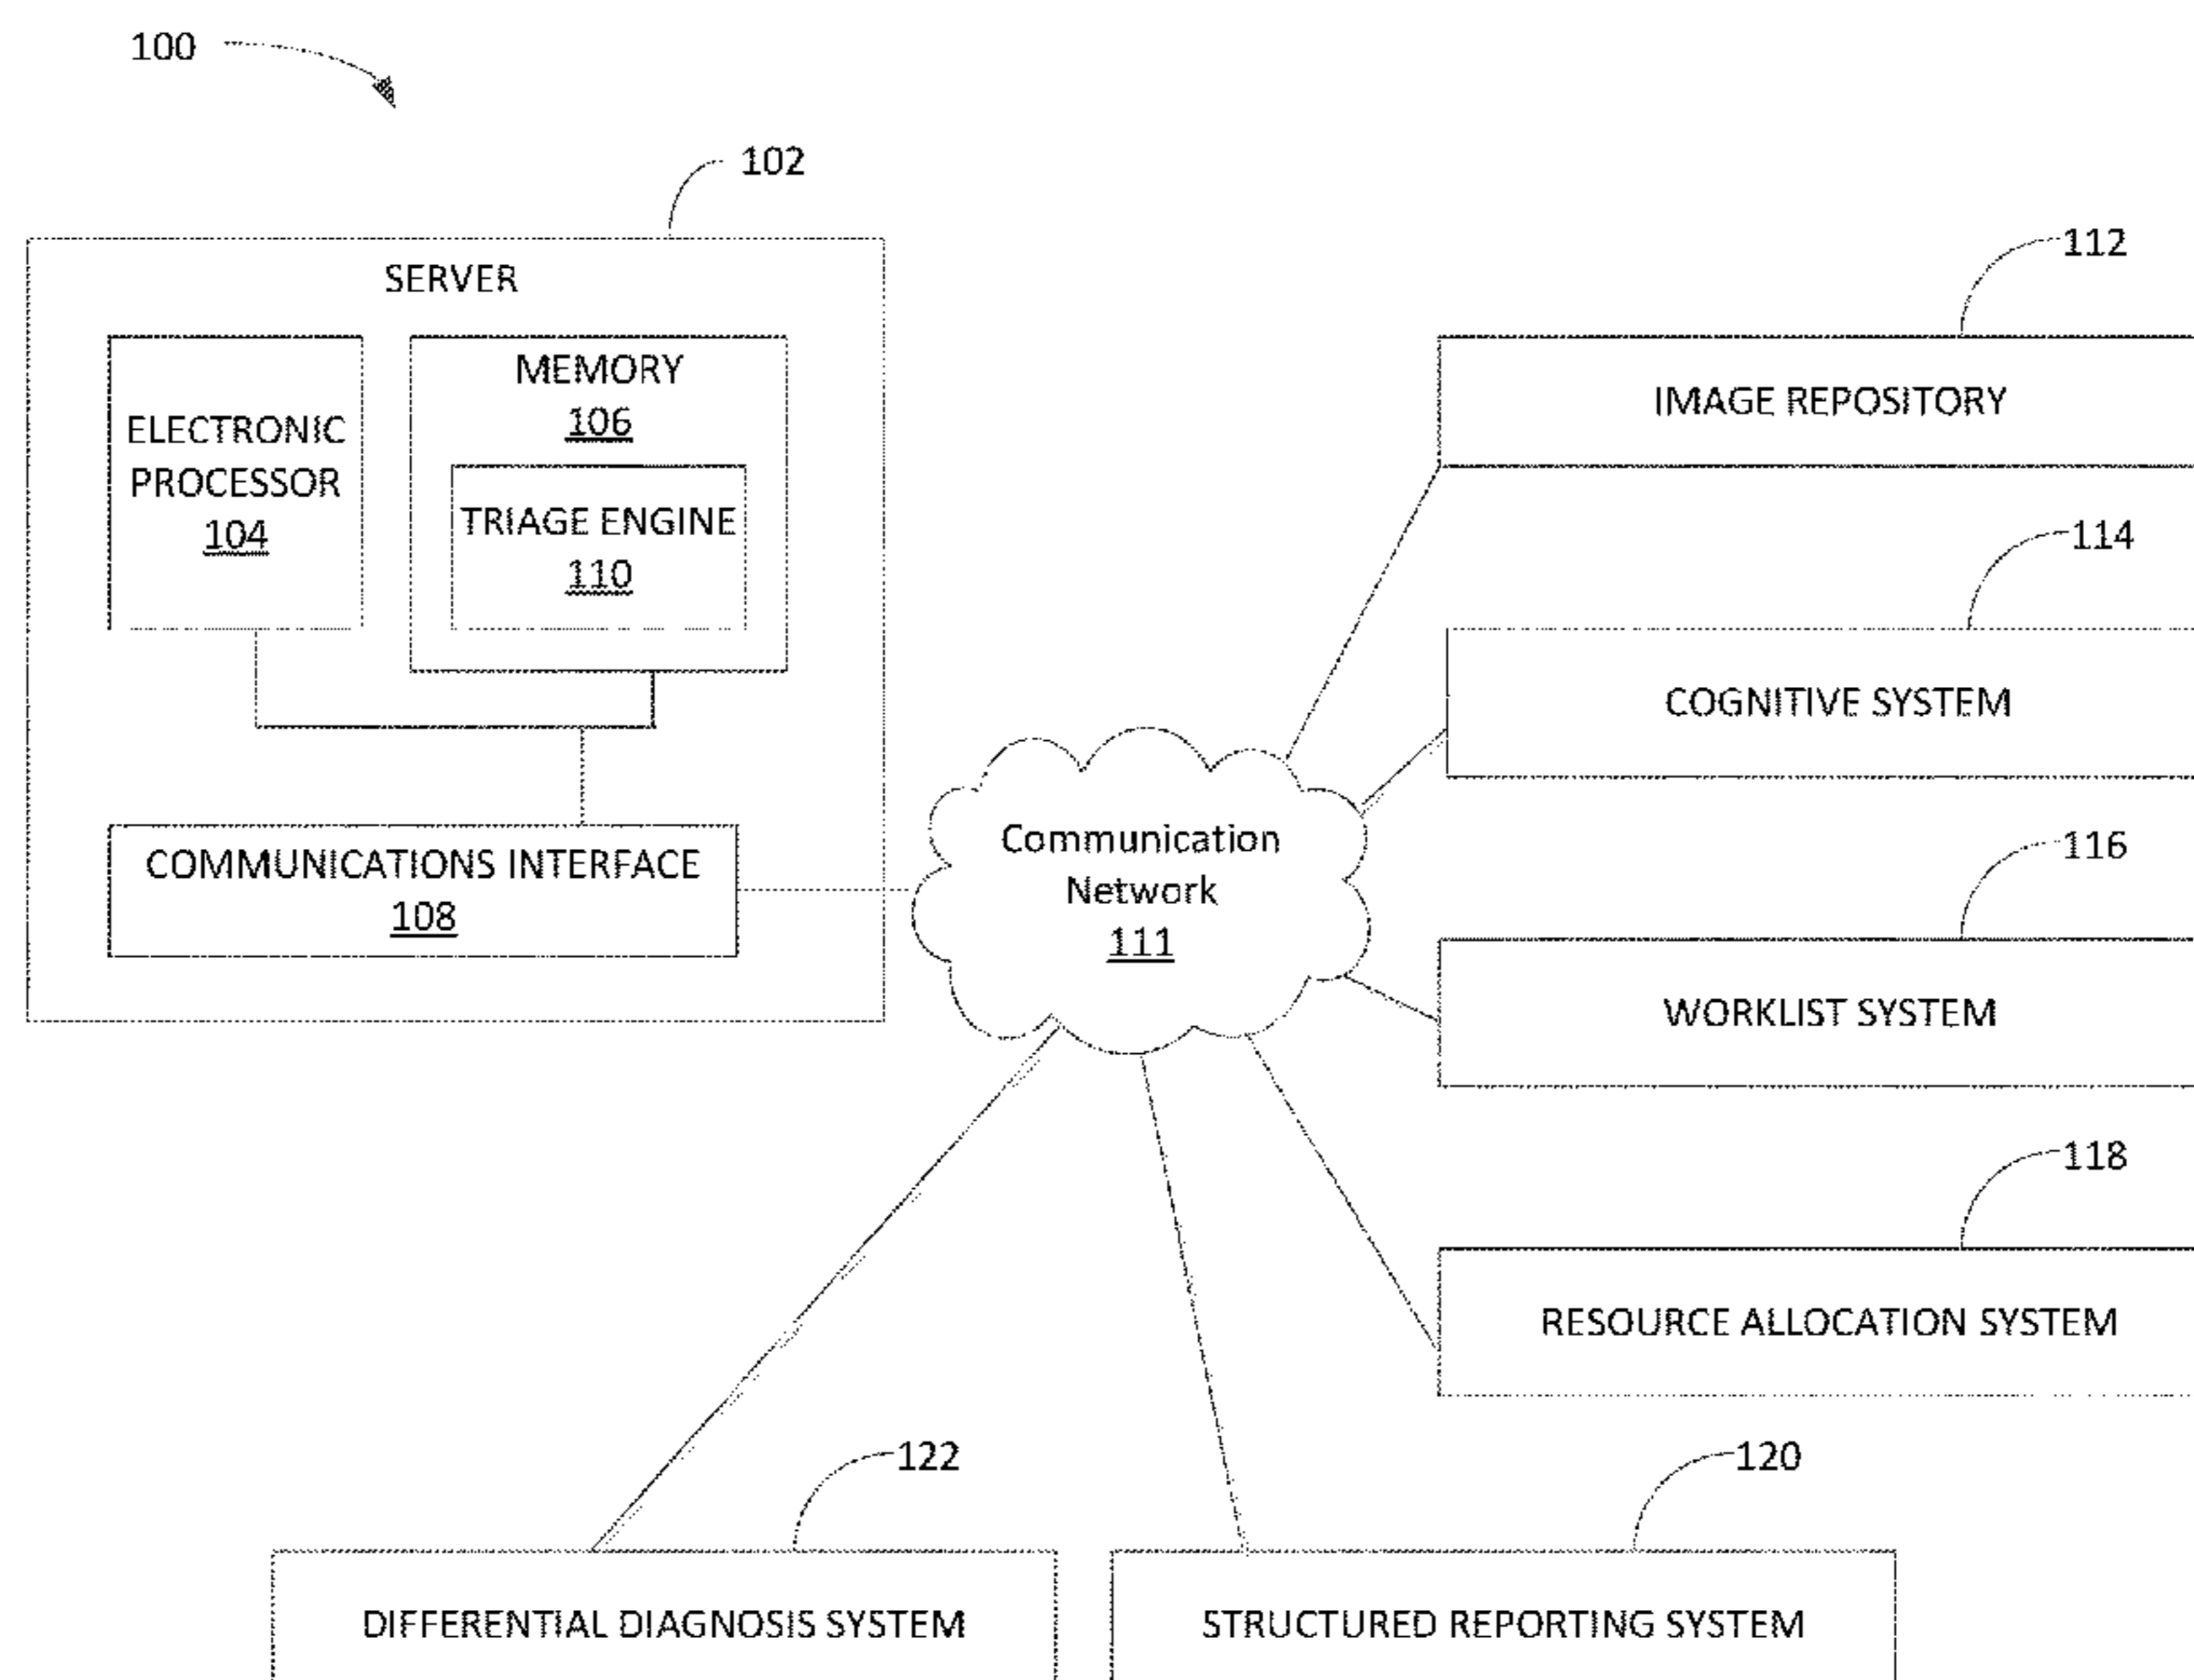 100
102
SERVER
ELECTRONIC
PROCESSOR
104
MEMORY
106
TRIAGE ENGINE
110
COMMUNICATIONS INTERFACE
108
Communication
Network
111
112
IMAGE REPOSITORY
114
COGNITIVE SYSTEM
116
WORKLIST SYSTEM
118
RESOURCE ALLOCATION SYSTEM
122
DIFFERENTIAL DIAGNOSIS SYSTEM
120
STRUCTURED REPORTING SYSTEM